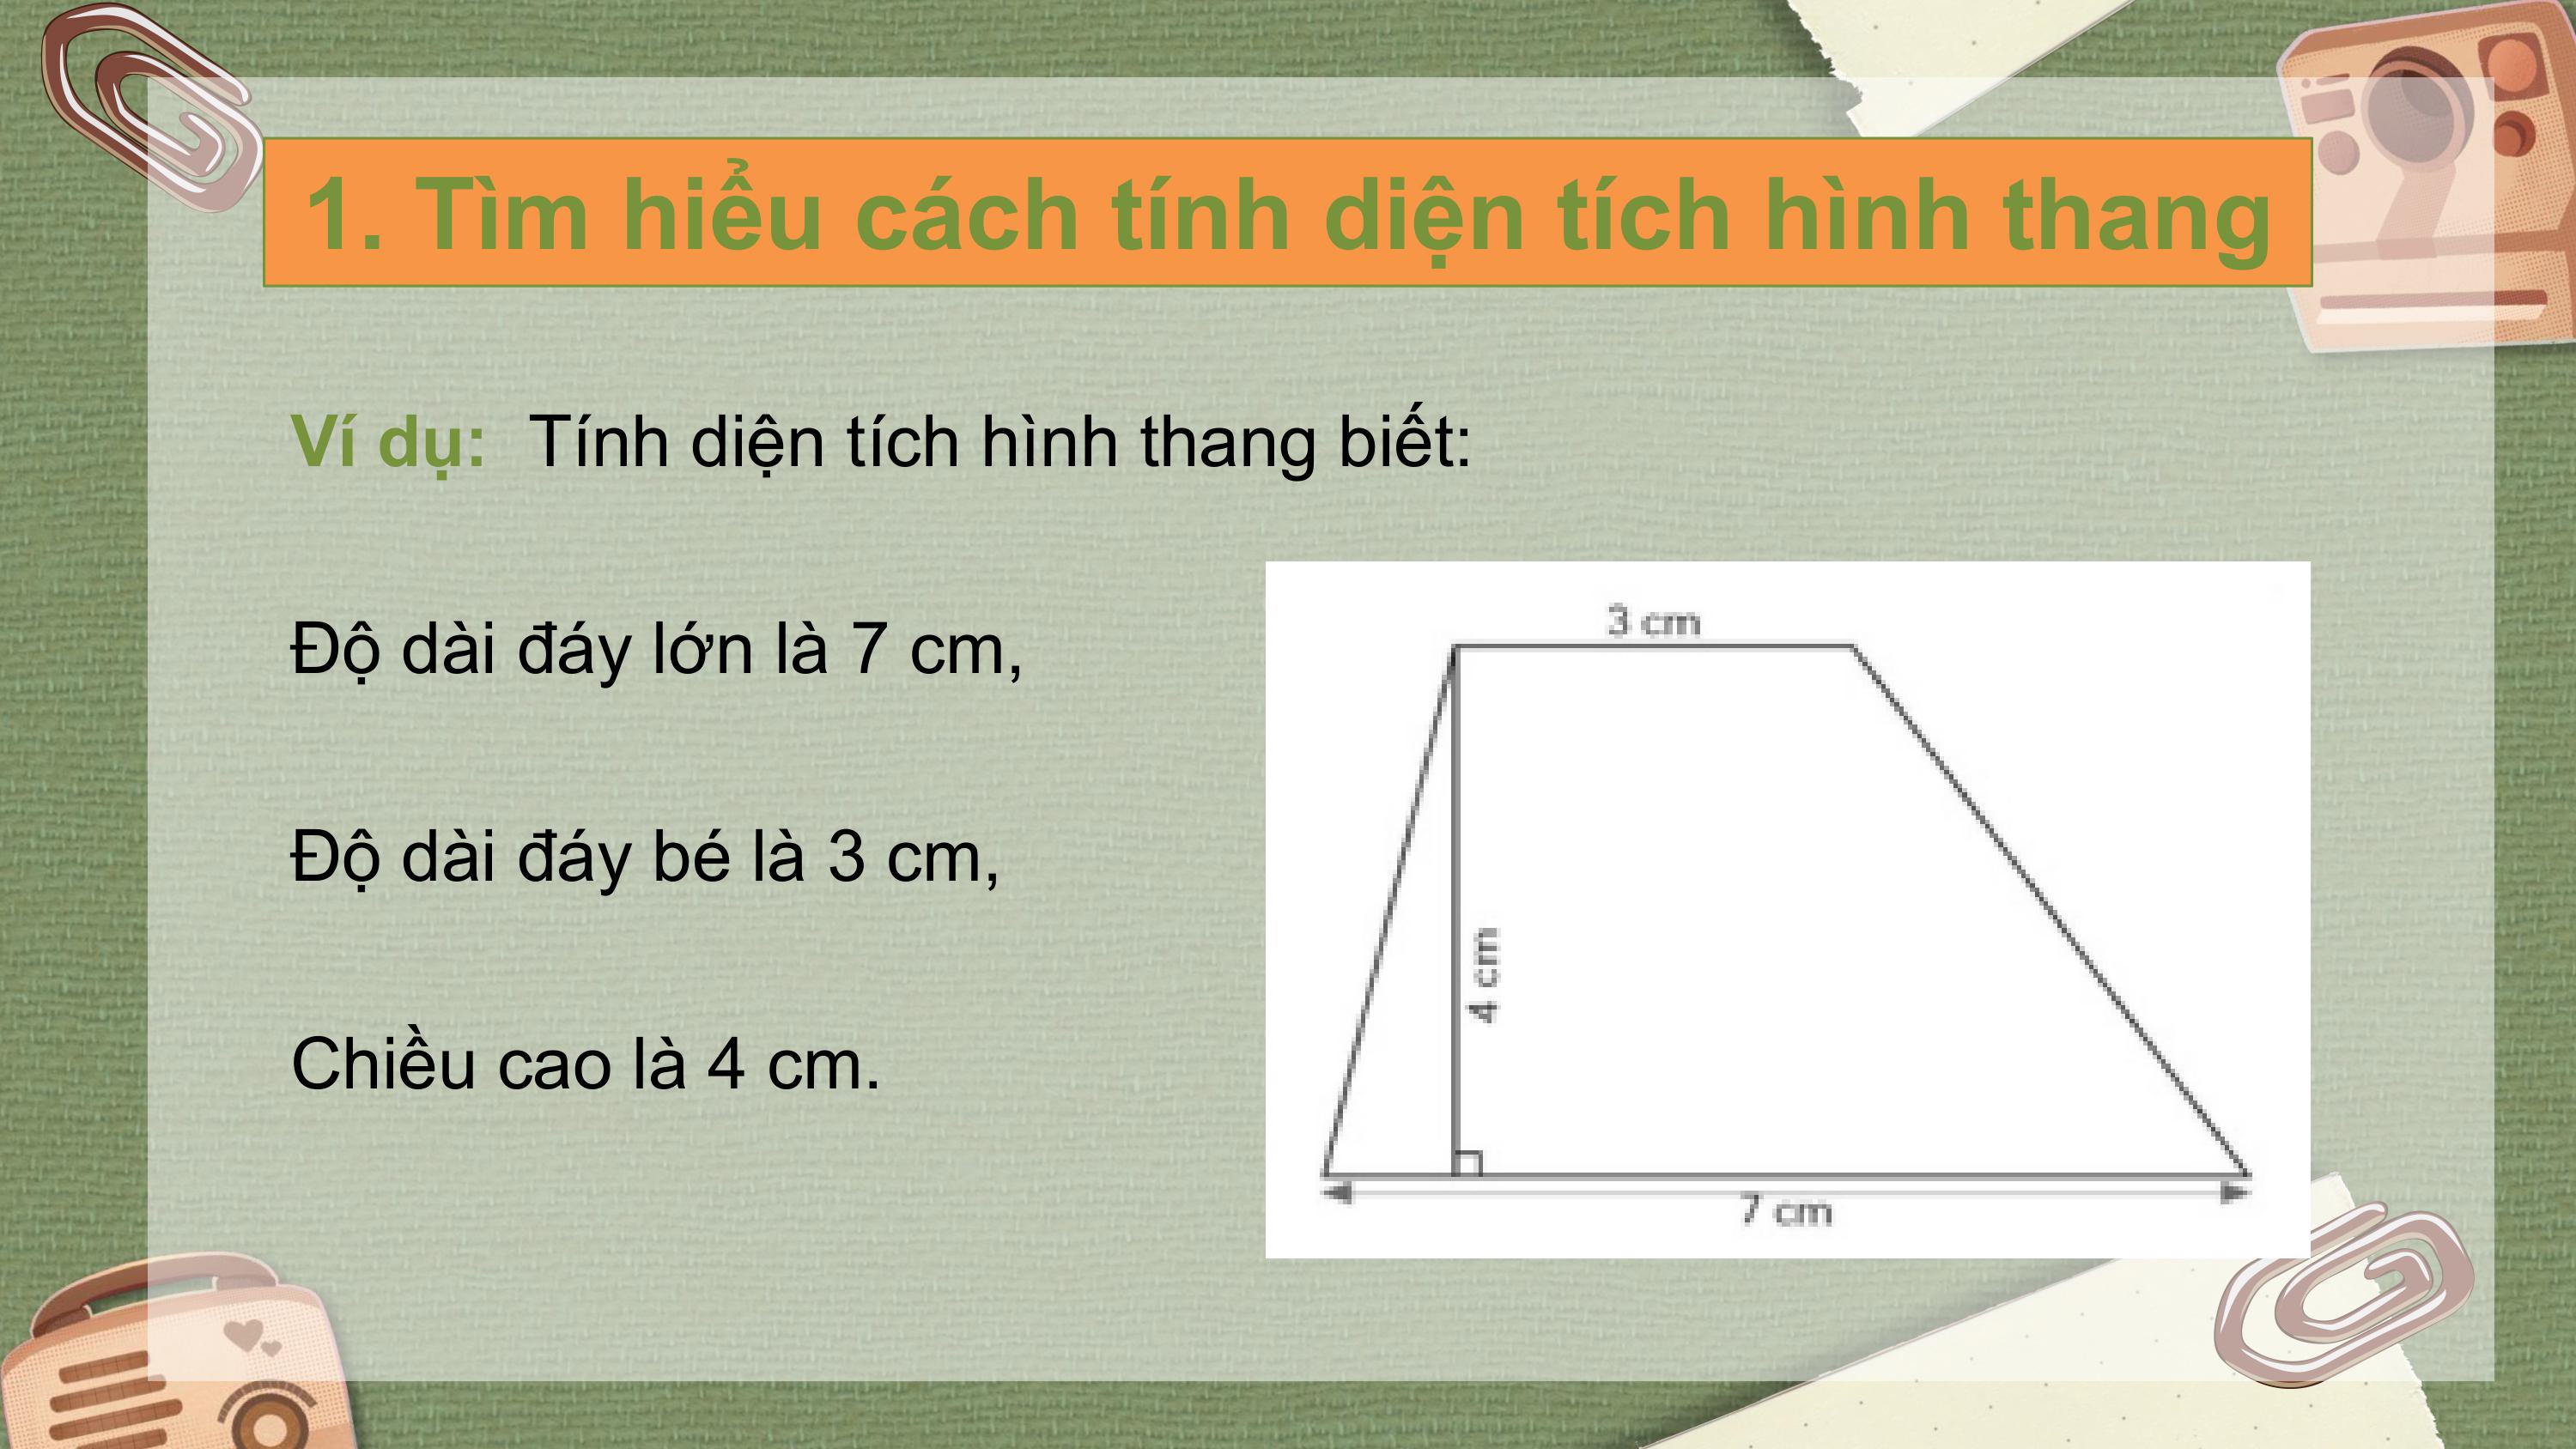 1. Tìm hiểu cách tính diện tích hình thang
Ví dụ: Tính diện tích hình thang biết:
Độ dài đáy lớn là 7 cm,
Độ dài đáy bé là 3 cm,
Chiều cao là 4 cm.
3 cm
4 cm
7 cm